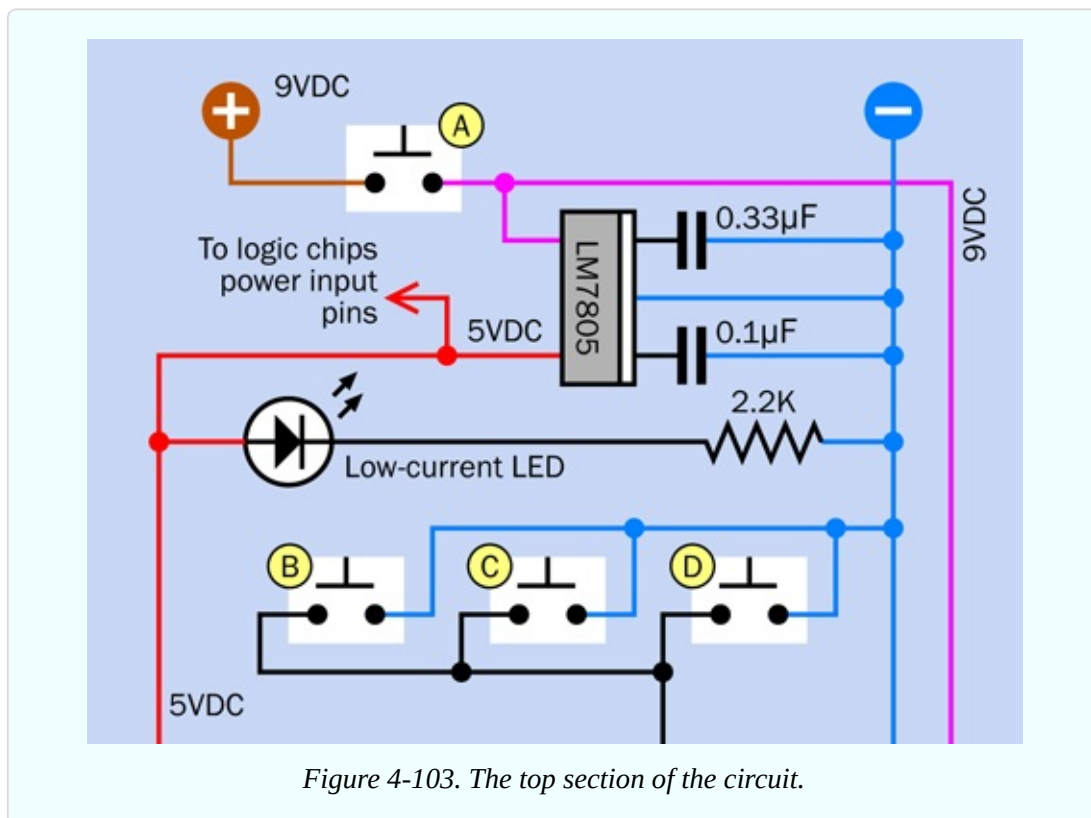 9VDC
A
+
−
0.33µF
9VDC
To logic chips
power input
pins
LM7805
5VDC
0.1µF
2.2K
Low-current LED
B
C
D
5VDC
Figure 4-103. The top section of the circuit.